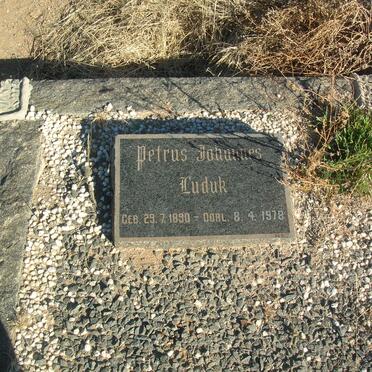 Petrus Johannes
Luduk
GEB. 29. 7. 1890 - OORL. 8. 4. 1978